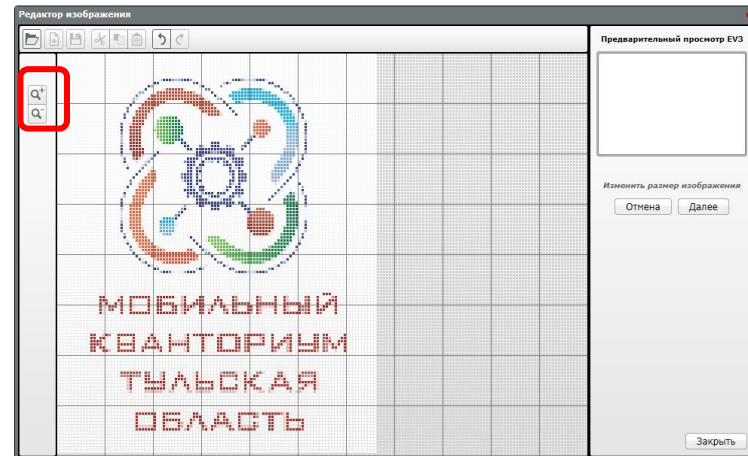 Редактор изображения
Предварительный просмотр EV3
Изменить размер изображения
Отмена Далее
МОБИЛЬНЫЙ
КВАНТОРИУМ
ТУЛЬСКАЯ
ОБЛАСТЬ
Закрыть